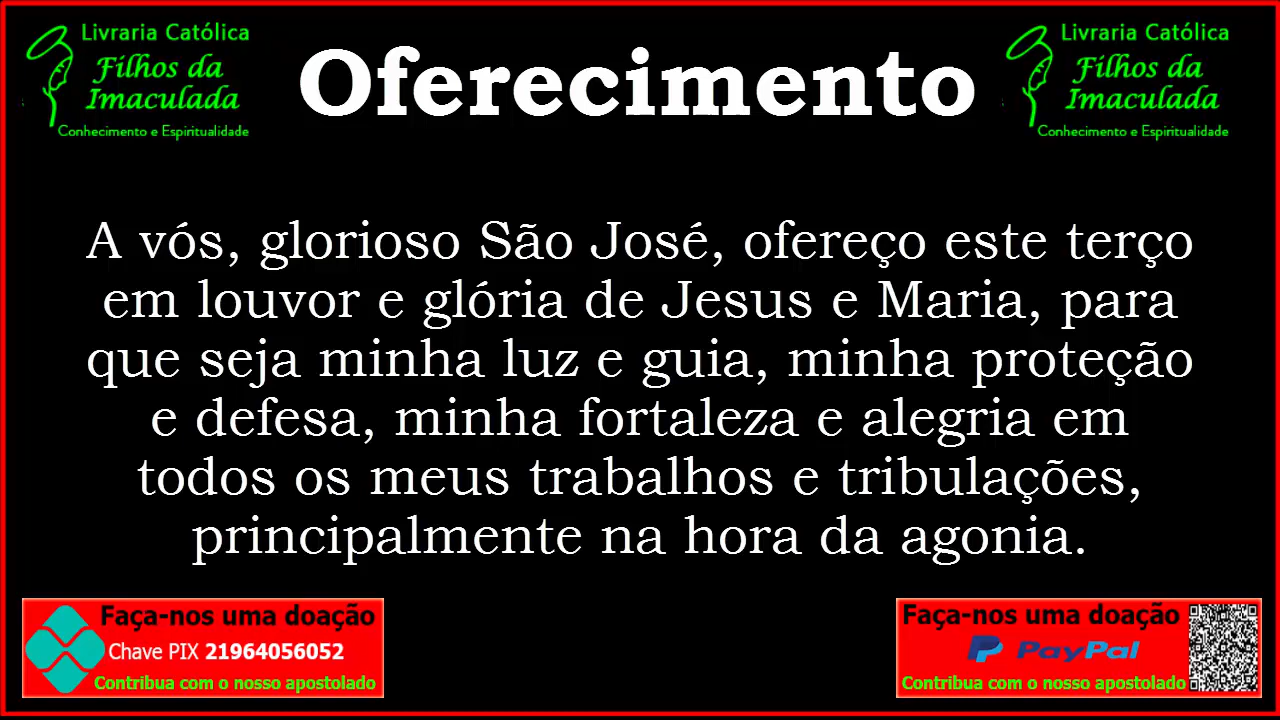 Livraria Católica
Filhos da
Imaculada
Conhecimento e Espiritualidade
Oferecimento
Livraria Católica
Filhos da
Imaculada
Conhecimento e Espiritualidade
A vós, glorioso São José, ofereço este terço
em louvor e glória de Jesus e Maria, para
que seja minha luz e guia, minha proteção
e defesa, minha fortaleza e alegria em
todos os meus trabalhos e tribulações,
principalmente na hora da agonia.
Faça-nos uma doação
Chave PIX 21964056052
Contribua com o nosso apostolado
Faça-nos uma doação
PayPal
Contribua com o nosso apostolado